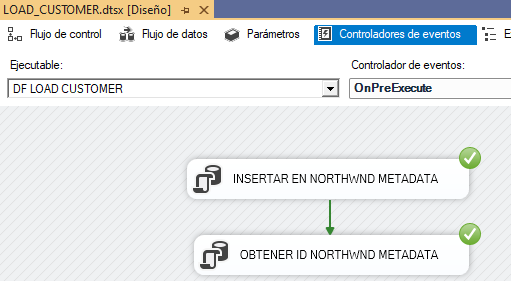 LOAD_CUSTOMER.dtsx [Diseño]
Flujo de control Flujo de datos Parámetros Controladores de eventos E
Ejecutable: Controlador de eventos:
DF LOAD CUSTOMER OnPreExecute
INSERTAR EN NORTHWND METADATA
OBTENER ID NORTHWND METADATA